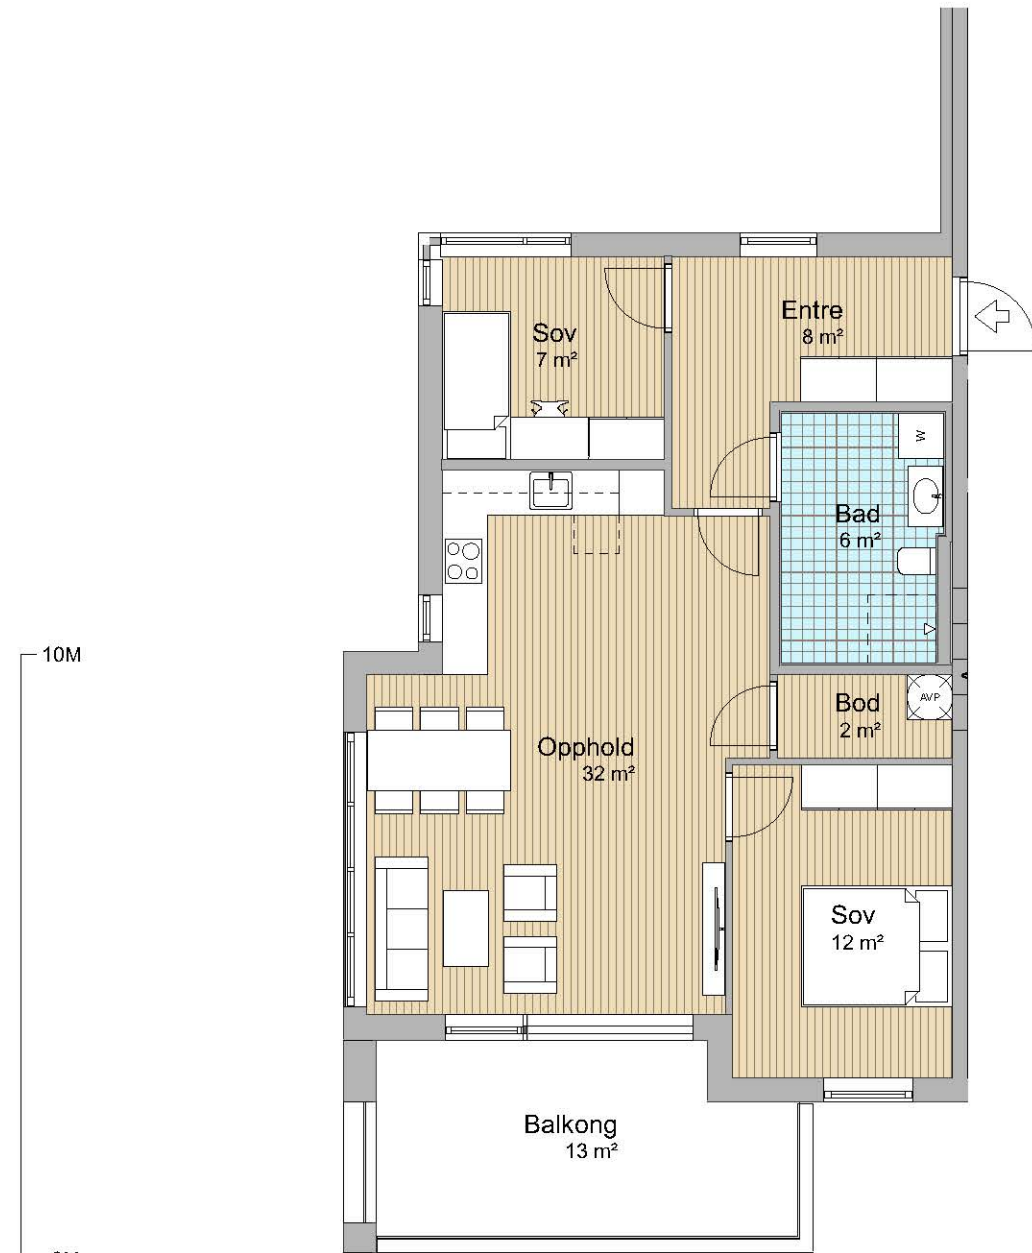 Entre
8 m²
Sov
7 m²
W
Bad
6 m²
10M
Bod
2 m²
AVP
Opphold
32 m²
Sov
12 m²
Balkong
13 m²